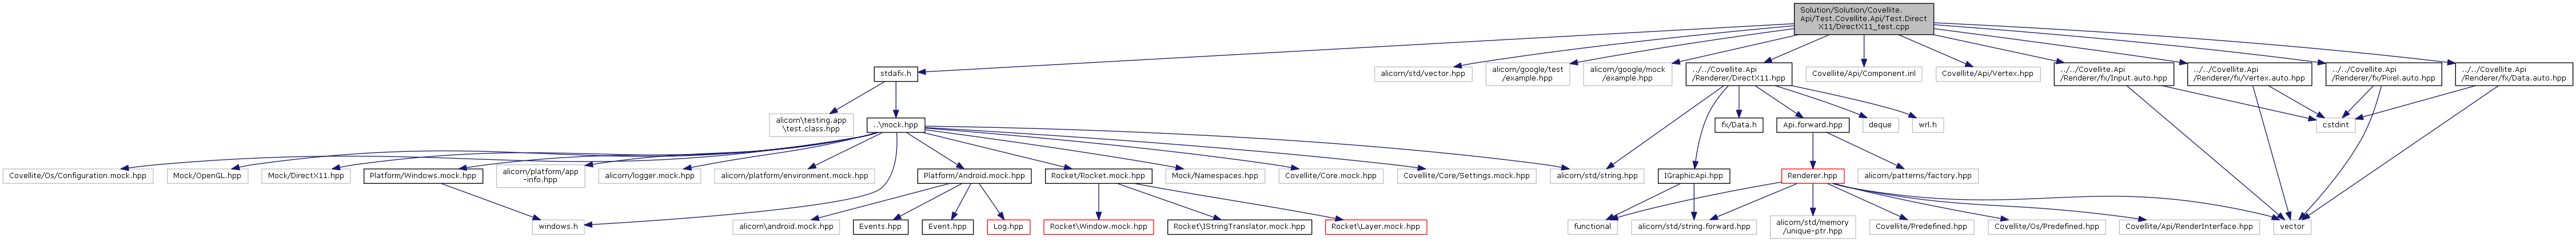 Solution/Solution/Covellite.
Api/Test.Covellite.Api/Test.Direct
X11/DirectX11_test.cpp
stdafx.h
alicorn/std/vector.hpp
alicorn/google/test
/example.hpp
alicorn/google/mock
/example.hpp
../../Covellite.Api
/Renderer/DirectX11.hpp
Covellite/Api/Component.inl
Covellite/Api/Vertex.hpp
../../Covellite.Api
/Renderer/fx/Input.auto.hpp
../../Covellite.Api
/Renderer/fx/Vertex.auto.hpp
../../Covellite.Api
/Renderer/fx/Pixel.auto.hpp
../../Covellite.Api
/Renderer/fx/Data.auto.hpp
alicorn\testing.app
\test.class.hpp
..\mock.hpp
fx/Data.h
Api.forward.hpp
deque
wrl.h
cstdint
Covellite/Os/Configuration.mock.hpp
Mock/OpenGL.hpp
Mock/DirectX11.hpp
Platform/Windows.mock.hpp
alicorn/platform/app
-info.hpp
alicorn/logger.mock.hpp
alicorn/platform/environment.mock.hpp
Platform/Android.mock.hpp
Rocket/Rocket.mock.hpp
Mock/Namespaces.hpp
Covellite/Core.mock.hpp
Covellite/Core/Settings.mock.hpp
alicorn/std/string.hpp
IGraphicApi.hpp
Renderer.hpp
alicorn/patterns/factory.hpp
windows.h
alicorn\android.mock.hpp
Events.hpp
Event.hpp
Log.hpp
Rocket\Window.mock.hpp
Rocket\IStringTranslator.mock.hpp
Rocket\Layer.mock.hpp
functional
alicorn/std/string.forward.hpp
alicorn/std/memory
/unique-ptr.hpp
Covellite/Predefined.hpp
Covellite/Os/Predefined.hpp
Covellite/Api/RenderInterface.hpp
vector